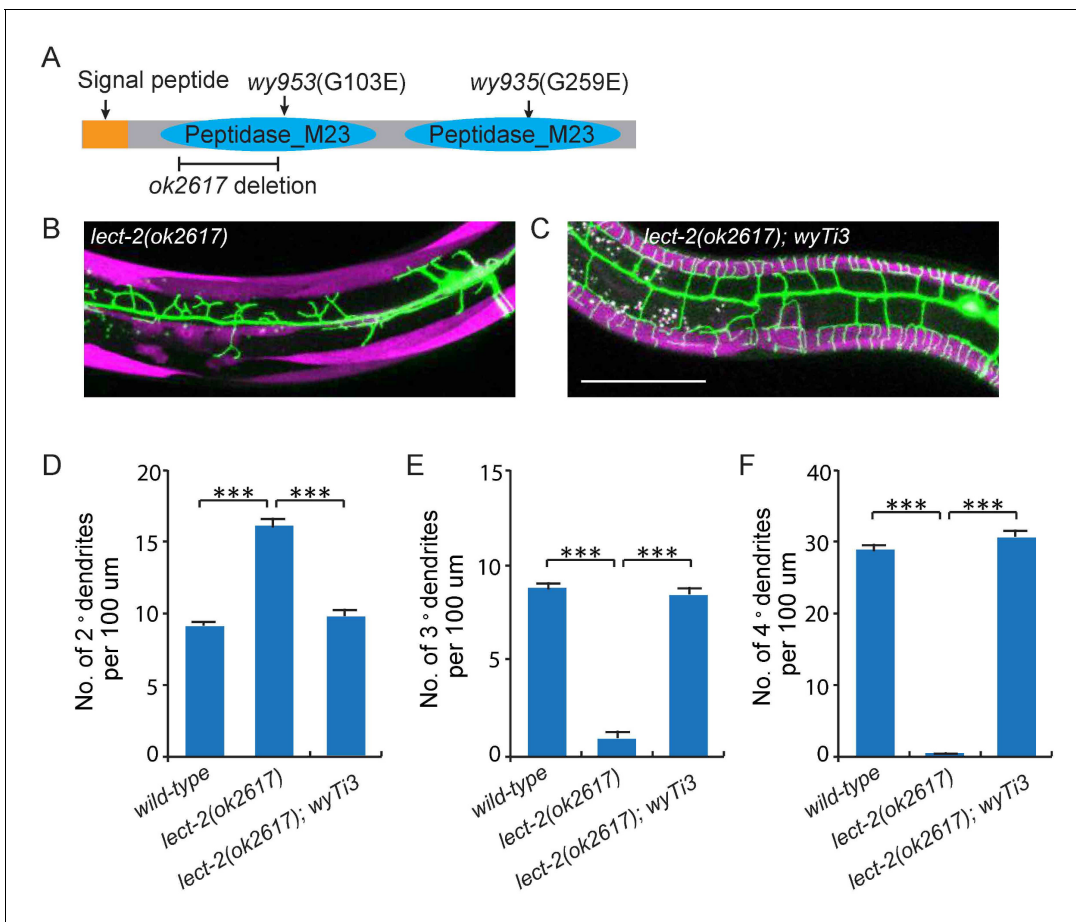 A
Signal peptide
wy953(G103E)
wy935(G259E)
Peptidase_M23
Peptidase_M23
ok2617 deletion
B
lect-2(ok2617)
C
lect-2(ok2617); wyTi3
D
No. of 2 ° dendrites
per 100 um
20
15
10
5
0
***
***
wild-type
lect-2(ok2617)
lect-2(ok2617); wyTi3
E
No. of 3 ° dendrites
per 100 um
15
10
5
0
***
***
wild-type
lect-2(ok2617)
lect-2(ok2617); wyTi3
F
No. of 4 ° dendrites
per 100 um
40
30
20
10
0
***
***
wild-type
lect-2(ok2617)
lect-2(ok2617); wyTi3